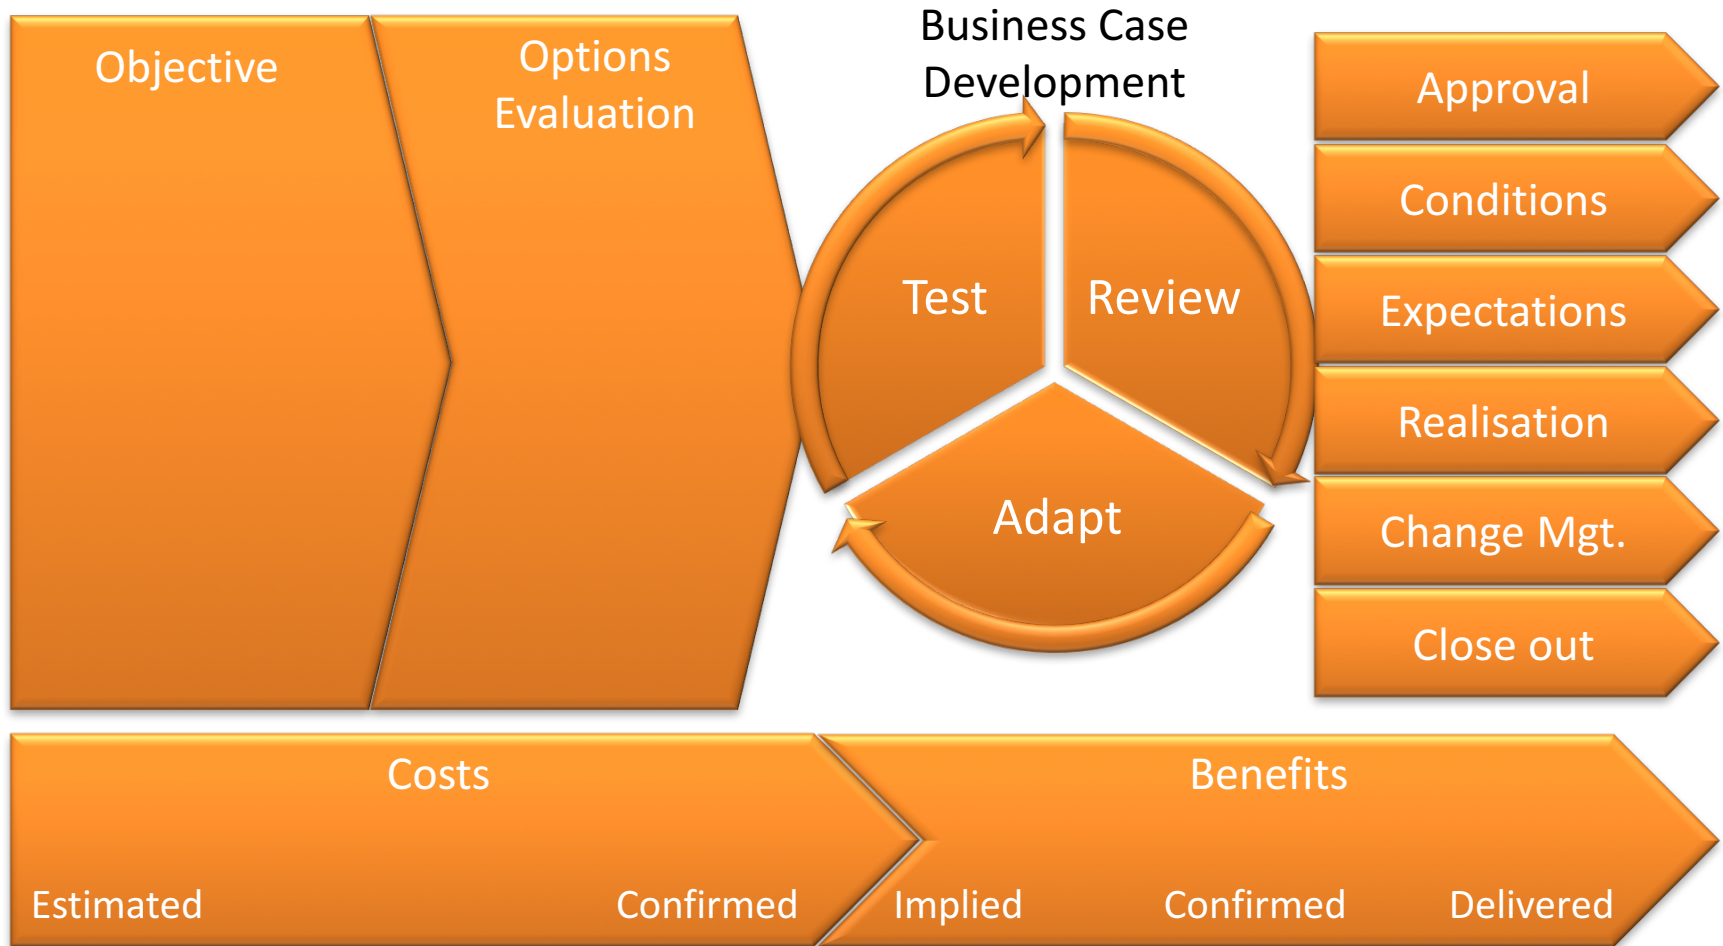 Objective
Options
Evaluation
Business Case
Development
Test
Review
Adapt
Approval
Conditions
Expectations
Realisation
Change Mgt.
Close out
Costs
Estimated
Confirmed
Benefits
Implied
Confirmed
Delivered